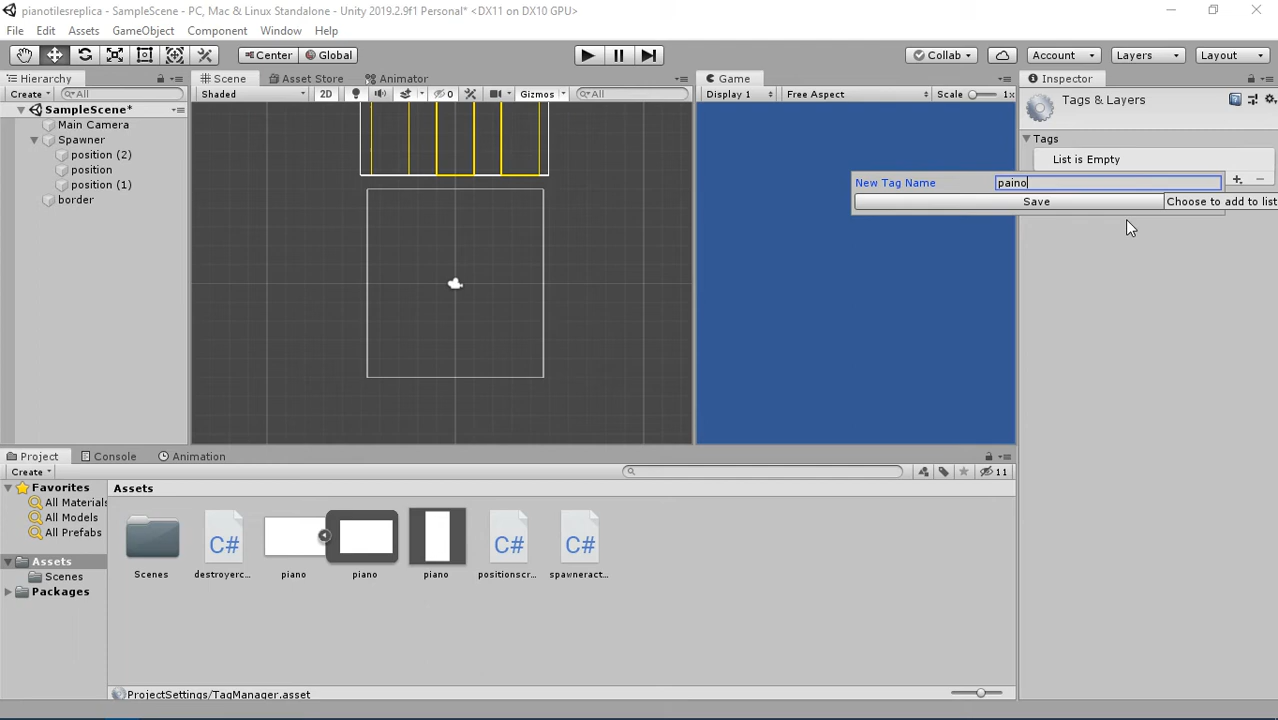 pianotilesreplica - SampleScene - PC, Mac & Linux Standalone - Unity 2019.2.9f1 Personal* <DX11 on DX10 GPU>
File Edit Assets GameObject Component Window Help
Center Global Collab Account Layers Layout
Hierarchy Scene Asset Store Animator Game Inspector
Create All Shaded 2D 0 Gizmos All Display 1 Free Aspect Scale 1x Tags & Layers
SampleScene*
Main Camera
Spawner
position (2)
position
position (1)
border
Tags
List is Empty
New Tag Name paino
Save Choose to add to list
Project Console Animation
Create 11
Favorites
All Materials
All Models
All Prefabs
Assets
Scenes
Packages
Assets
Scenes destroyerc... piano piano piano positionscr... spawneract...
ProjectSettings/TagManager.asset